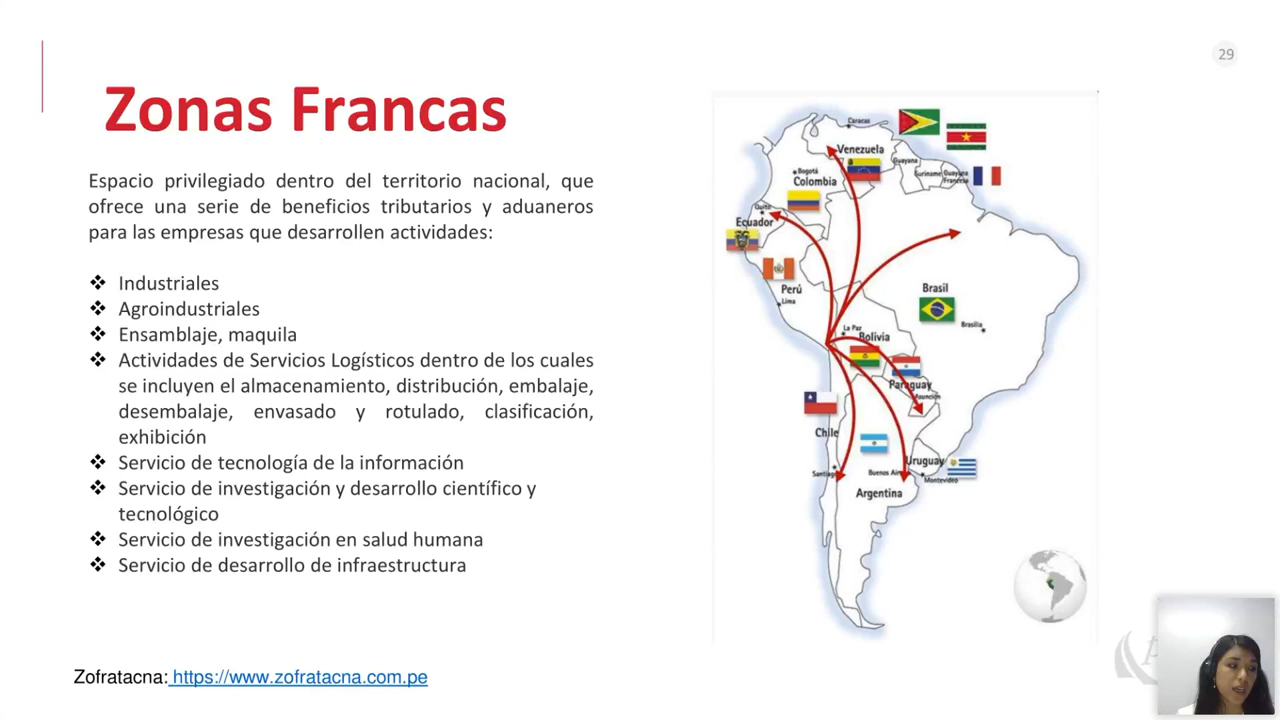 29
Zonas Francas
Espacio privilegiado dentro del territorio nacional, que
ofrece una serie de beneficios tributarios y aduaneros
para las empresas que desarrollen actividades:
❖ Industriales
❖ Agroindustriales
❖ Ensamblaje, maquila
❖ Actividades de Servicios Logísticos dentro de los cuales
se incluyen el almacenamiento, distribución, embalaje,
desembalaje, envasado y rotulado, clasificación,
exhibición
❖ Servicio de tecnología de la información
❖ Servicio de investigación y desarrollo científico y
tecnológico
❖ Servicio de investigación en salud humana
❖ Servicio de desarrollo de infraestructura
Zofratacna: https://www.zofratacna.com.pe
Caracas
Venezuela
Guayana
Suriname
Guayana
Francesa
Bogotá
Colombia
Quito
Ecuador
Perú
Lima
Brasil
Brasilia
La Paz
Bolivia
Paraguay
Asunción
Chile
Santiago
Buenos Aires
Uruguay
Montevideo
Argentina